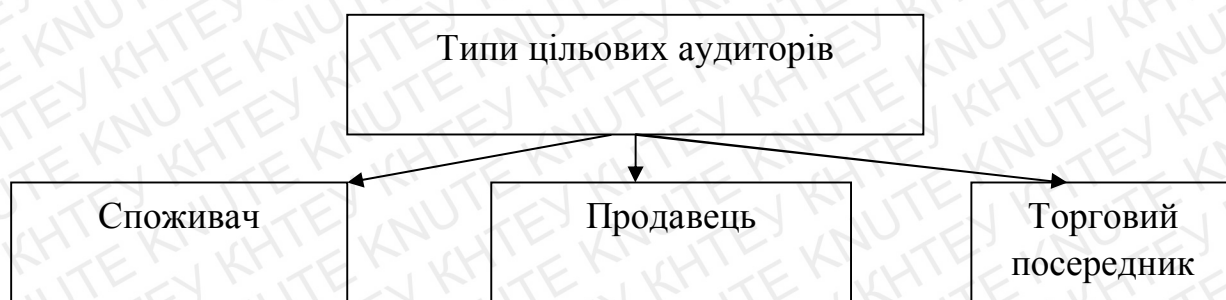 Типи цільових аудиторів
Споживач
Продавець
Торговий
посередник